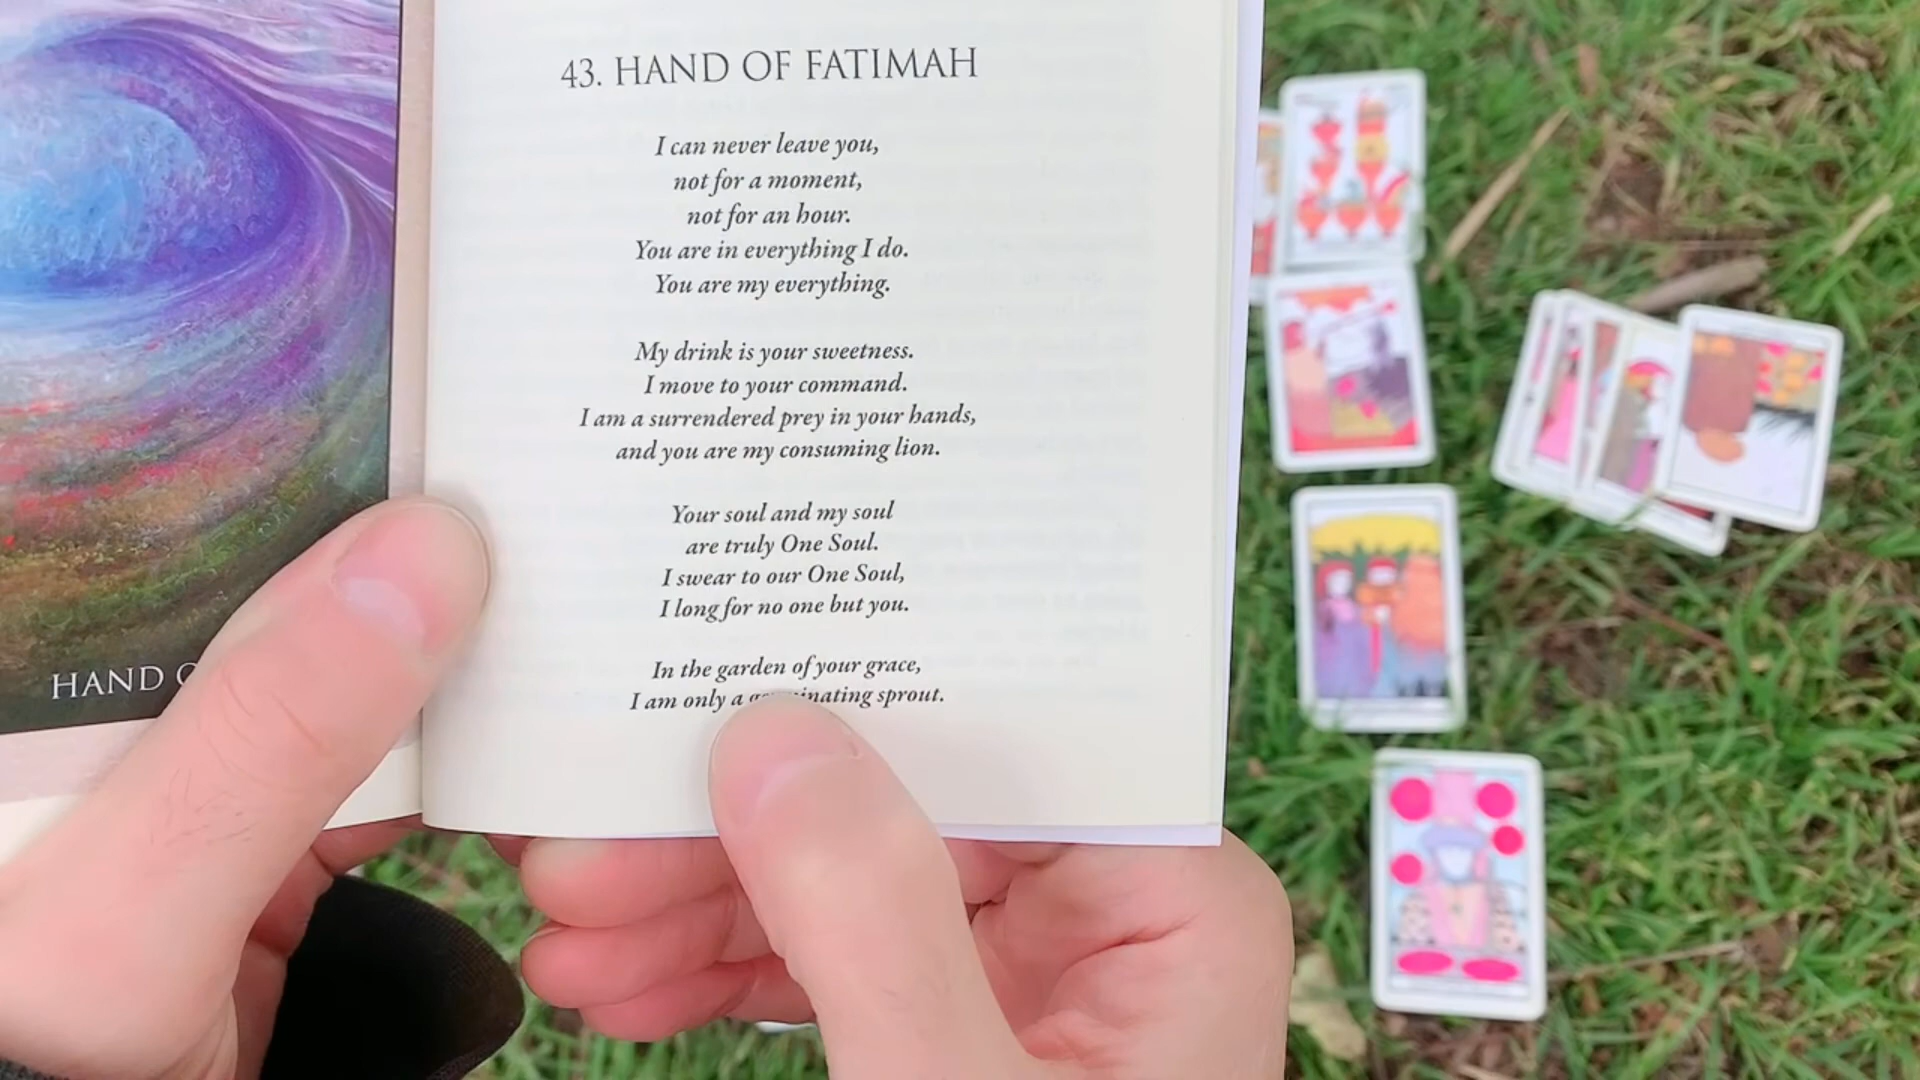 43. HAND OF FATIMAH
I can never leave you,
not for a moment,
not for an hour.
You are in everything I do.
You are my everything.
My drink is your sweetness.
I move to your command.
I am a surrendered prey in your hands,
and you are my consuming lion.
Your soul and my soul
are truly One Soul.
I swear to our One Soul,
I long for no one but you.
In the garden of your grace,
I am only a sprout.
HAND